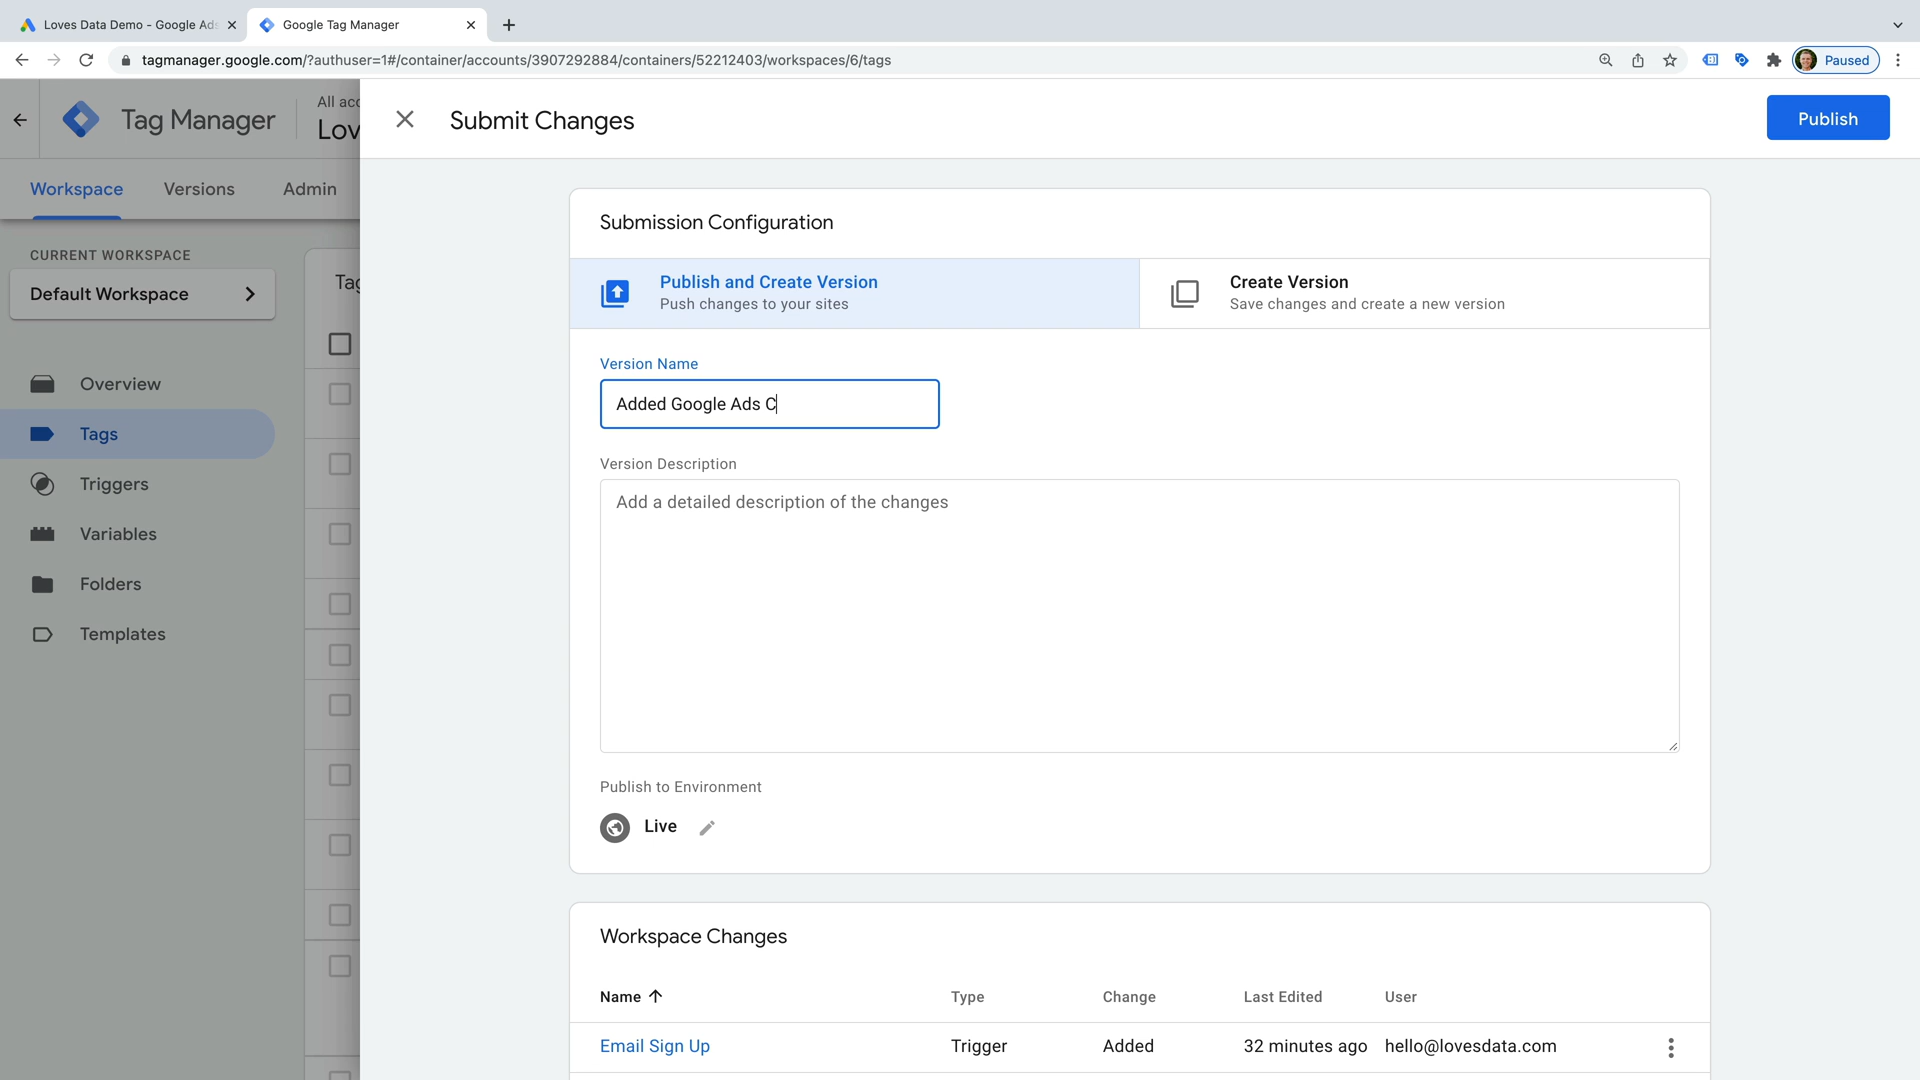 Loves Data Demo - Google Ads
Google Tag Manager
tagmanager.google.com/?authuser=1#/container/accounts/3907292884/containers/52212403/workspaces/6/tags
Paused
Tag Manager
All acc
Lov
Submit Changes
Publish
Workspace
Versions
Admin
CURRENT WORKSPACE
Default Workspace
Tag
Overview
Tags
Triggers
Variables
Folders
Templates
Submission Configuration
Publish and Create Version
Push changes to your sites
Create Version
Save changes and create a new version
Version Name
Added Google Ads C
Version Description
Add a detailed description of the changes
Publish to Environment
Live
Workspace Changes
Name Type Change Last Edited User
Email Sign Up Trigger Added 32 minutes ago hello@lovesdata.com